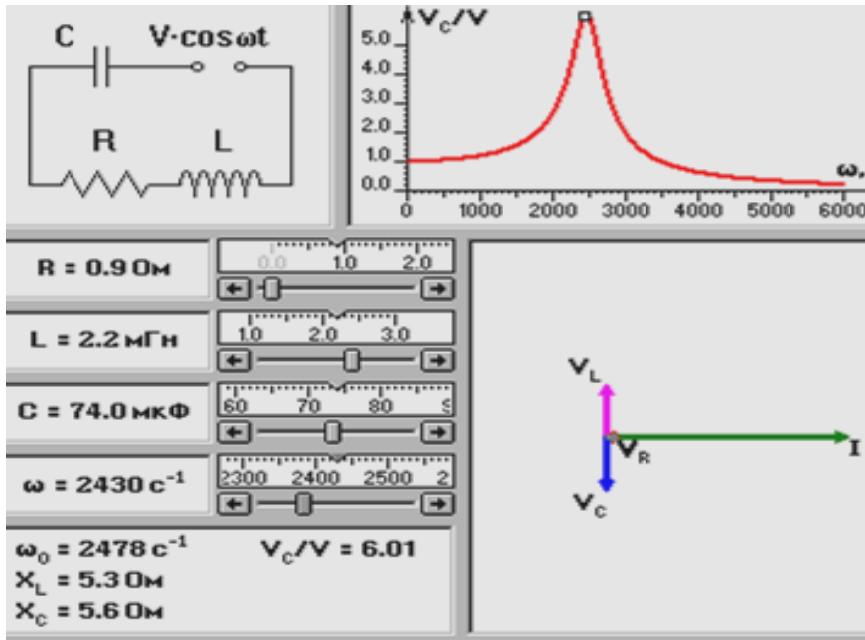 C V·cosωt
R L
V_C/V
5.0
4.0
3.0
2.0
1.0
0.0
ω,
0 1000 2000 3000 4000 5000 6000
R = 0.9 Ом
0.0 1.0 2.0
L = 2.2 мГн
1.0 2.0 3.0
C = 74.0 мкФ
60 70 80
ω = 2430 с⁻¹
2300 2400 2500 2
ω₀ = 2478 с⁻¹ V_C/V = 6.01
X_L = 5.3 Ом
X_C = 5.6 Ом
V_L
V_R I
V_C